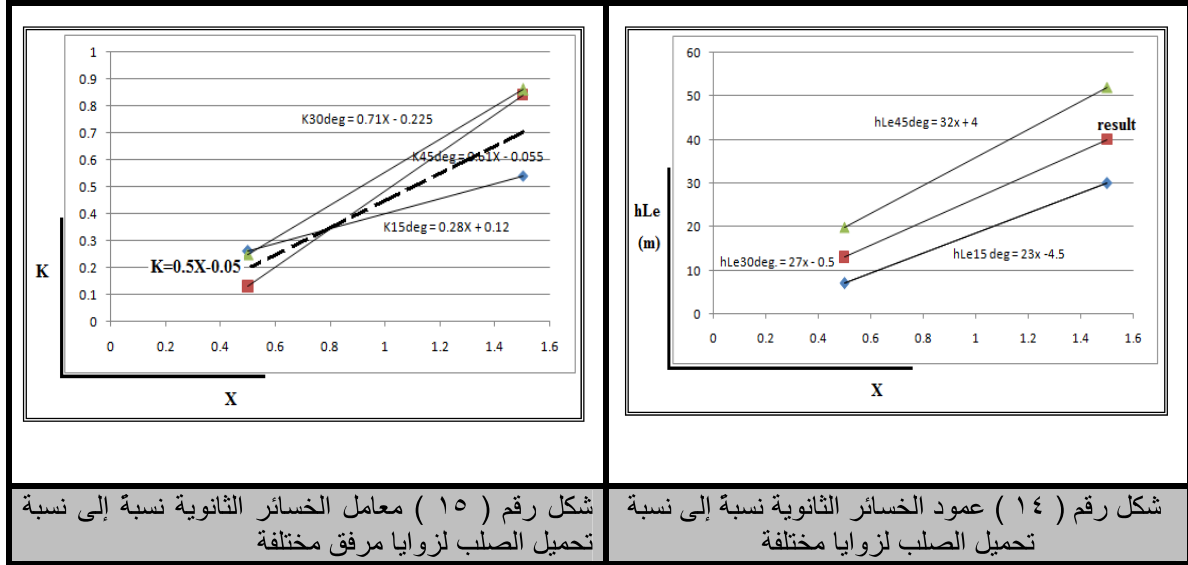 1
0.9
0.8
0.7
0.6
0.5
0.4
0.3
0.2
0.1
0
0 0.2 0.4 0.6 0.8 1 1.2 1.4 1.6
K30deg = 0.71X - 0.225
K45deg = 0.61X - 0.055
K15deg = 0.28X + 0.12
K=0.5X-0.05
K
X
60
50
40
30
20
10
0
0 0.2 0.4 0.6 0.8 1 1.2 1.4 1.6
hLe45deg = 32x + 4
result
hLe30deg. = 27x - 0.5
hLe15 deg = 23x -4.5
hLe
(m)
X
شكل رقم ( ١٤ ) عمود الخسائر الثانوية نسبةً إلى نسبة
تحميل الصلب لزوايا مختلفة
شكل رقم ( ١٥ ) معامل الخسائر الثانوية نسبةً إلى نسبة
تحميل الصلب لزوايا مرفق مختلفة